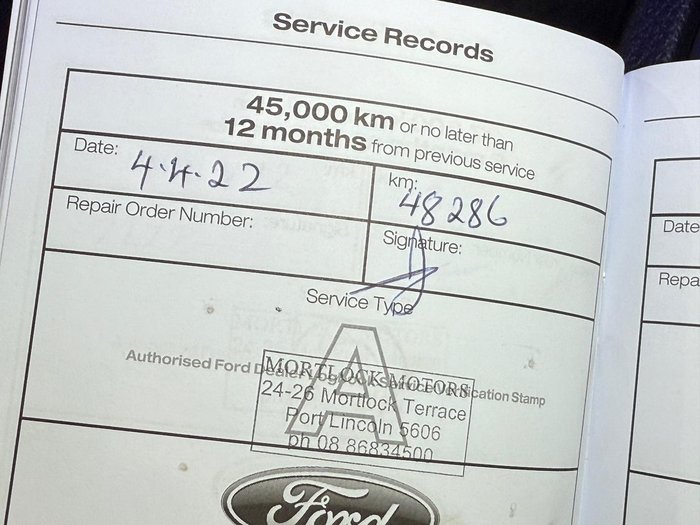 Service Records
45,000 km or no later than
12 months from previous service
Date: 4.4.22
km: 48286
Repair Order Number:
Signature:
Service Type
A
Authorised Ford Dealer Stamp
MORTLOCK MOTORS
24-26 Mortlock Terrace
Port Lincoln 5606
ph 08 86834500
Ford
Date
Repa